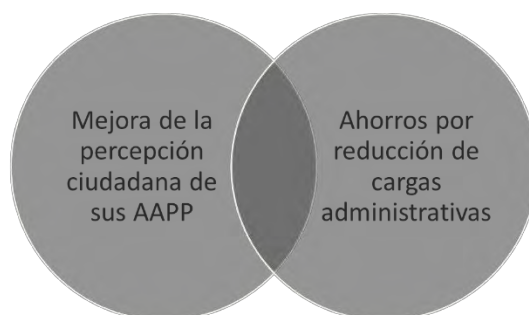 Mejora de la
percepción
ciudadana de
sus AAPP
Ahorros por
reducción de
cargas
administrativas